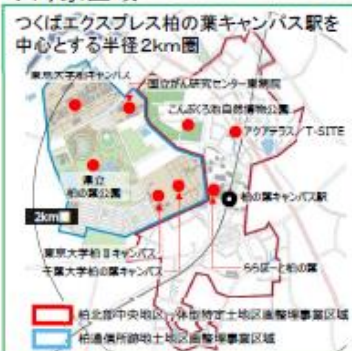 つくばエクスプレス柏の葉キャンパス駅を
中心とする半径2km圏
東京大学柏キャンパス
国立がん研究センター東病院
こんぶくろ池自然博物公園
アクアテラス/T-SITE
県立
柏の葉公園
柏の葉キャンパス駅
2km圏
東京大学柏Ⅱキャンパス
千葉大学柏の葉キャンパス
ららぽーと柏の葉
柏北部中央地区一体型特定土地区画整理事業区域
柏通信所跡地土地区画整理事業区域